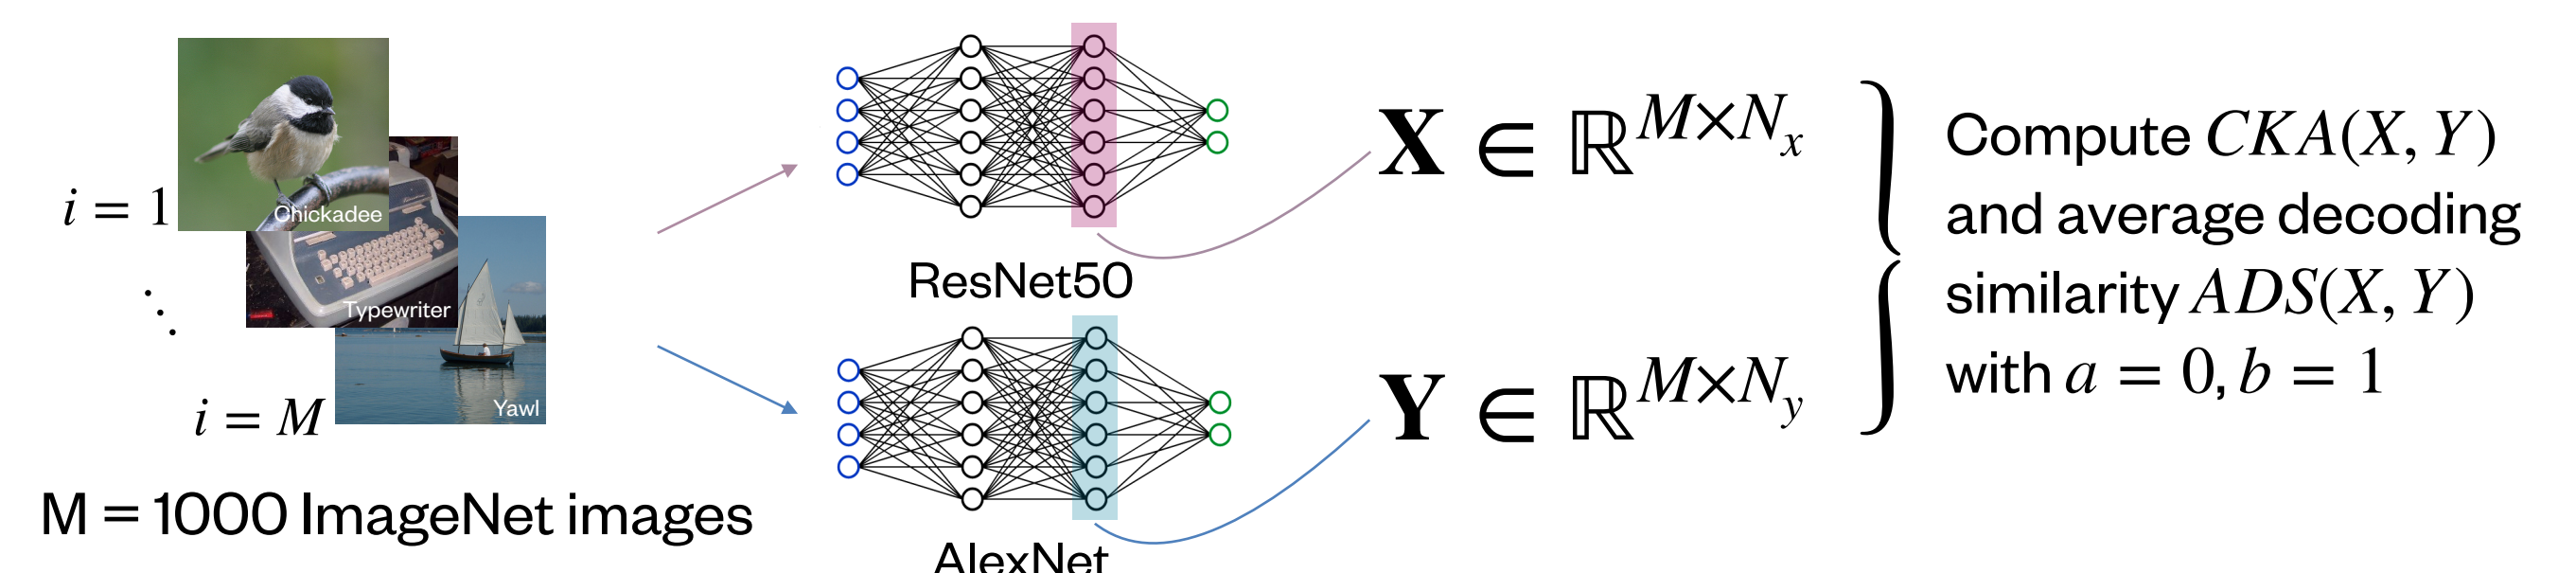 i = 1
Chickadee
Typewriter
Yawl
⋱
i = M
M = 1000 ImageNet images
ResNet50
AlexNet
X ∈ ℝ^{M×N_x}
Y ∈ ℝ^{M×N_y}
Compute CKA(X, Y)
and average decoding
similarity ADS(X, Y)
with a = 0, b = 1